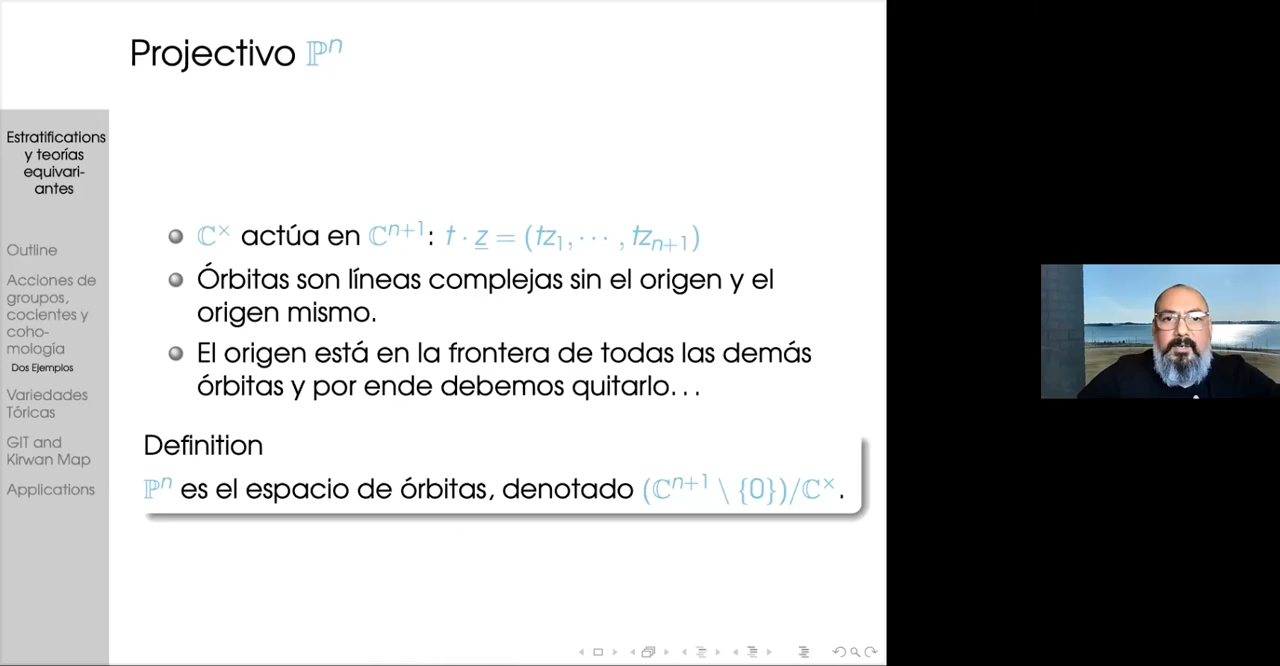 Projectivo ℙⁿ
Estratifications
y teorías
equivari-
antes
Outline
Acciones de
groupos,
cocientes y
coho-
mología
Dos Ejemplos
Variedades
Tóricas
GIT and
Kirwan Map
Applications
ℂ× actúa en ℂⁿ⁺¹: t · z = (tz₁, ··· , tzₙ₊₁)
Órbitas son líneas complejas sin el origen y el
origen mismo.
El origen está en la frontera de todas las demás
órbitas y por ende debemos quitarlo...
Definition
ℙⁿ es el espacio de órbitas, denotado (ℂⁿ⁺¹ \ {0})/ℂ×.